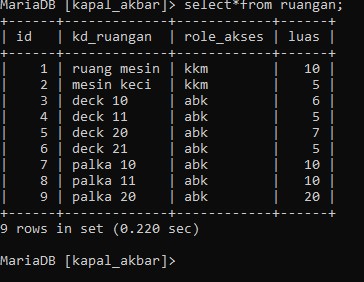 MariaDB [kapal_akbar]> select*from ruangan;
+------+-------------+------------+------+
| id   | kd_ruangan  | role_akses | luas |
+------+-------------+------------+------+
|    1 | ruang mesin | kkm        |   10 |
|    2 | mesin keci  | kkm        |    5 |
|    3 | deck 10     | abk        |    6 |
|    4 | deck 11     | abk        |    5 |
|    5 | deck 20     | abk        |    7 |
|    6 | deck 21     | abk        |    5 |
|    7 | palka 10    | abk        |   10 |
|    8 | palka 11    | abk        |   10 |
|    9 | palka 20    | abk        |   20 |
+------+-------------+------------+------+
9 rows in set (0.220 sec)
MariaDB [kapal_akbar]>